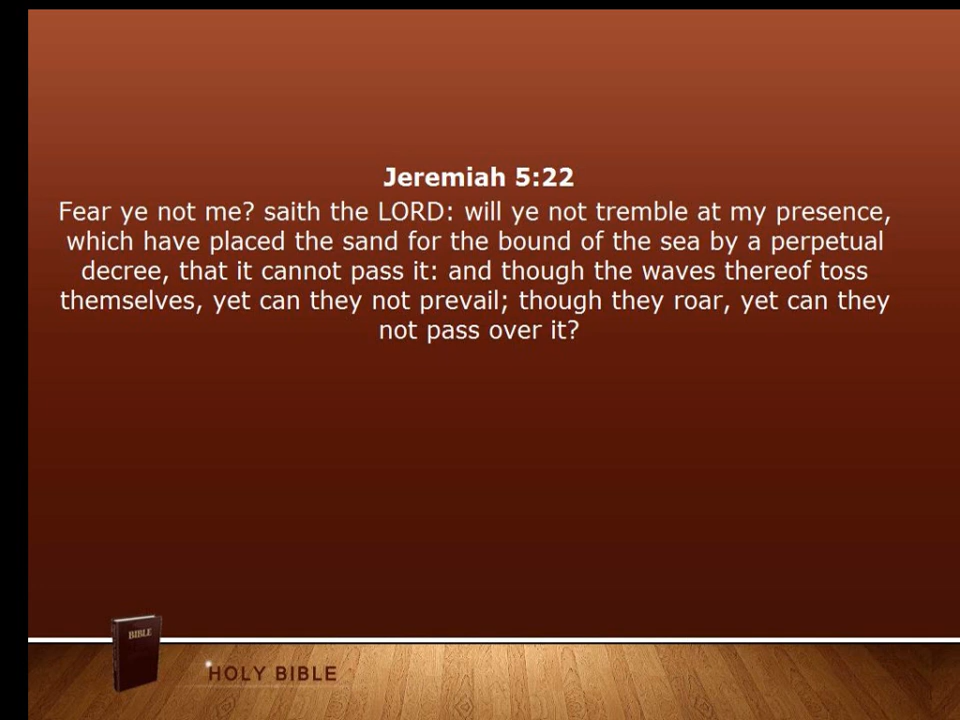 Jeremiah 5:22
Fear ye not me? saith the LORD: will ye not tremble at my presence,
which have placed the sand for the bound of the sea by a perpetual
decree, that it cannot pass it: and though the waves thereof toss
themselves, yet can they not prevail; though they roar, yet can they
not pass over it?
BIBLE
HOLY BIBLE